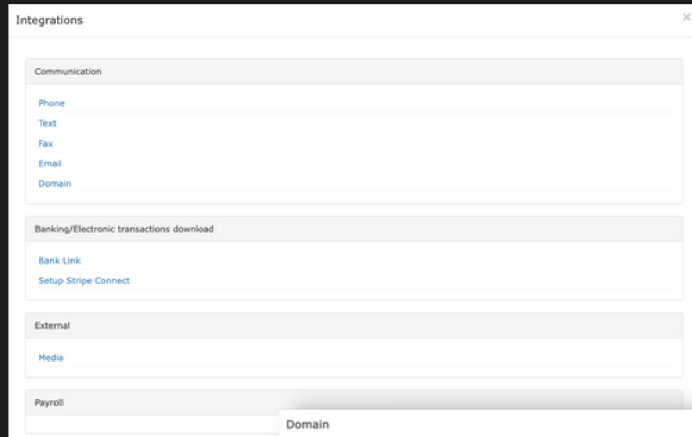 Integrations
×
Communication
Phone
Text
Fax
Email
Domain
Banking/Electronic transactions download
Bank Link
Setup Stripe Connect
External
Media
Payroll
Domain